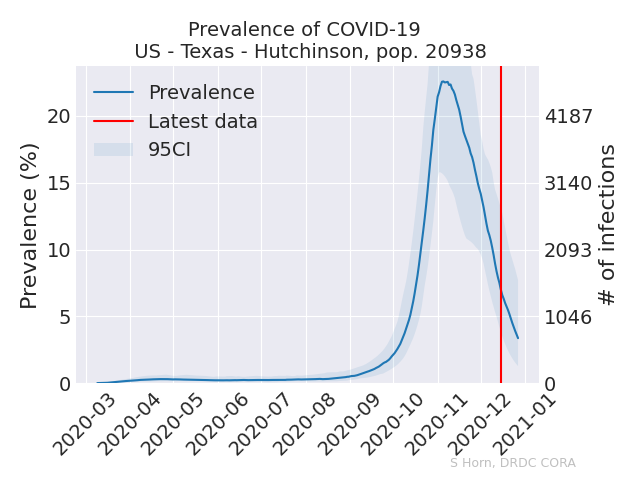 Prevalence of COVID-19
US - Texas - Hutchinson, pop. 20938
Prevalence
Latest data
95CI
Prevalence (%)
20
15
10
5
0
# of infections
4187
3140
2093
1046
0
2020-03
2020-04
2020-05
2020-06
2020-07
2020-08
2020-09
2020-10
2020-11
2020-12
2021-01
S Horn, DRDC CORA